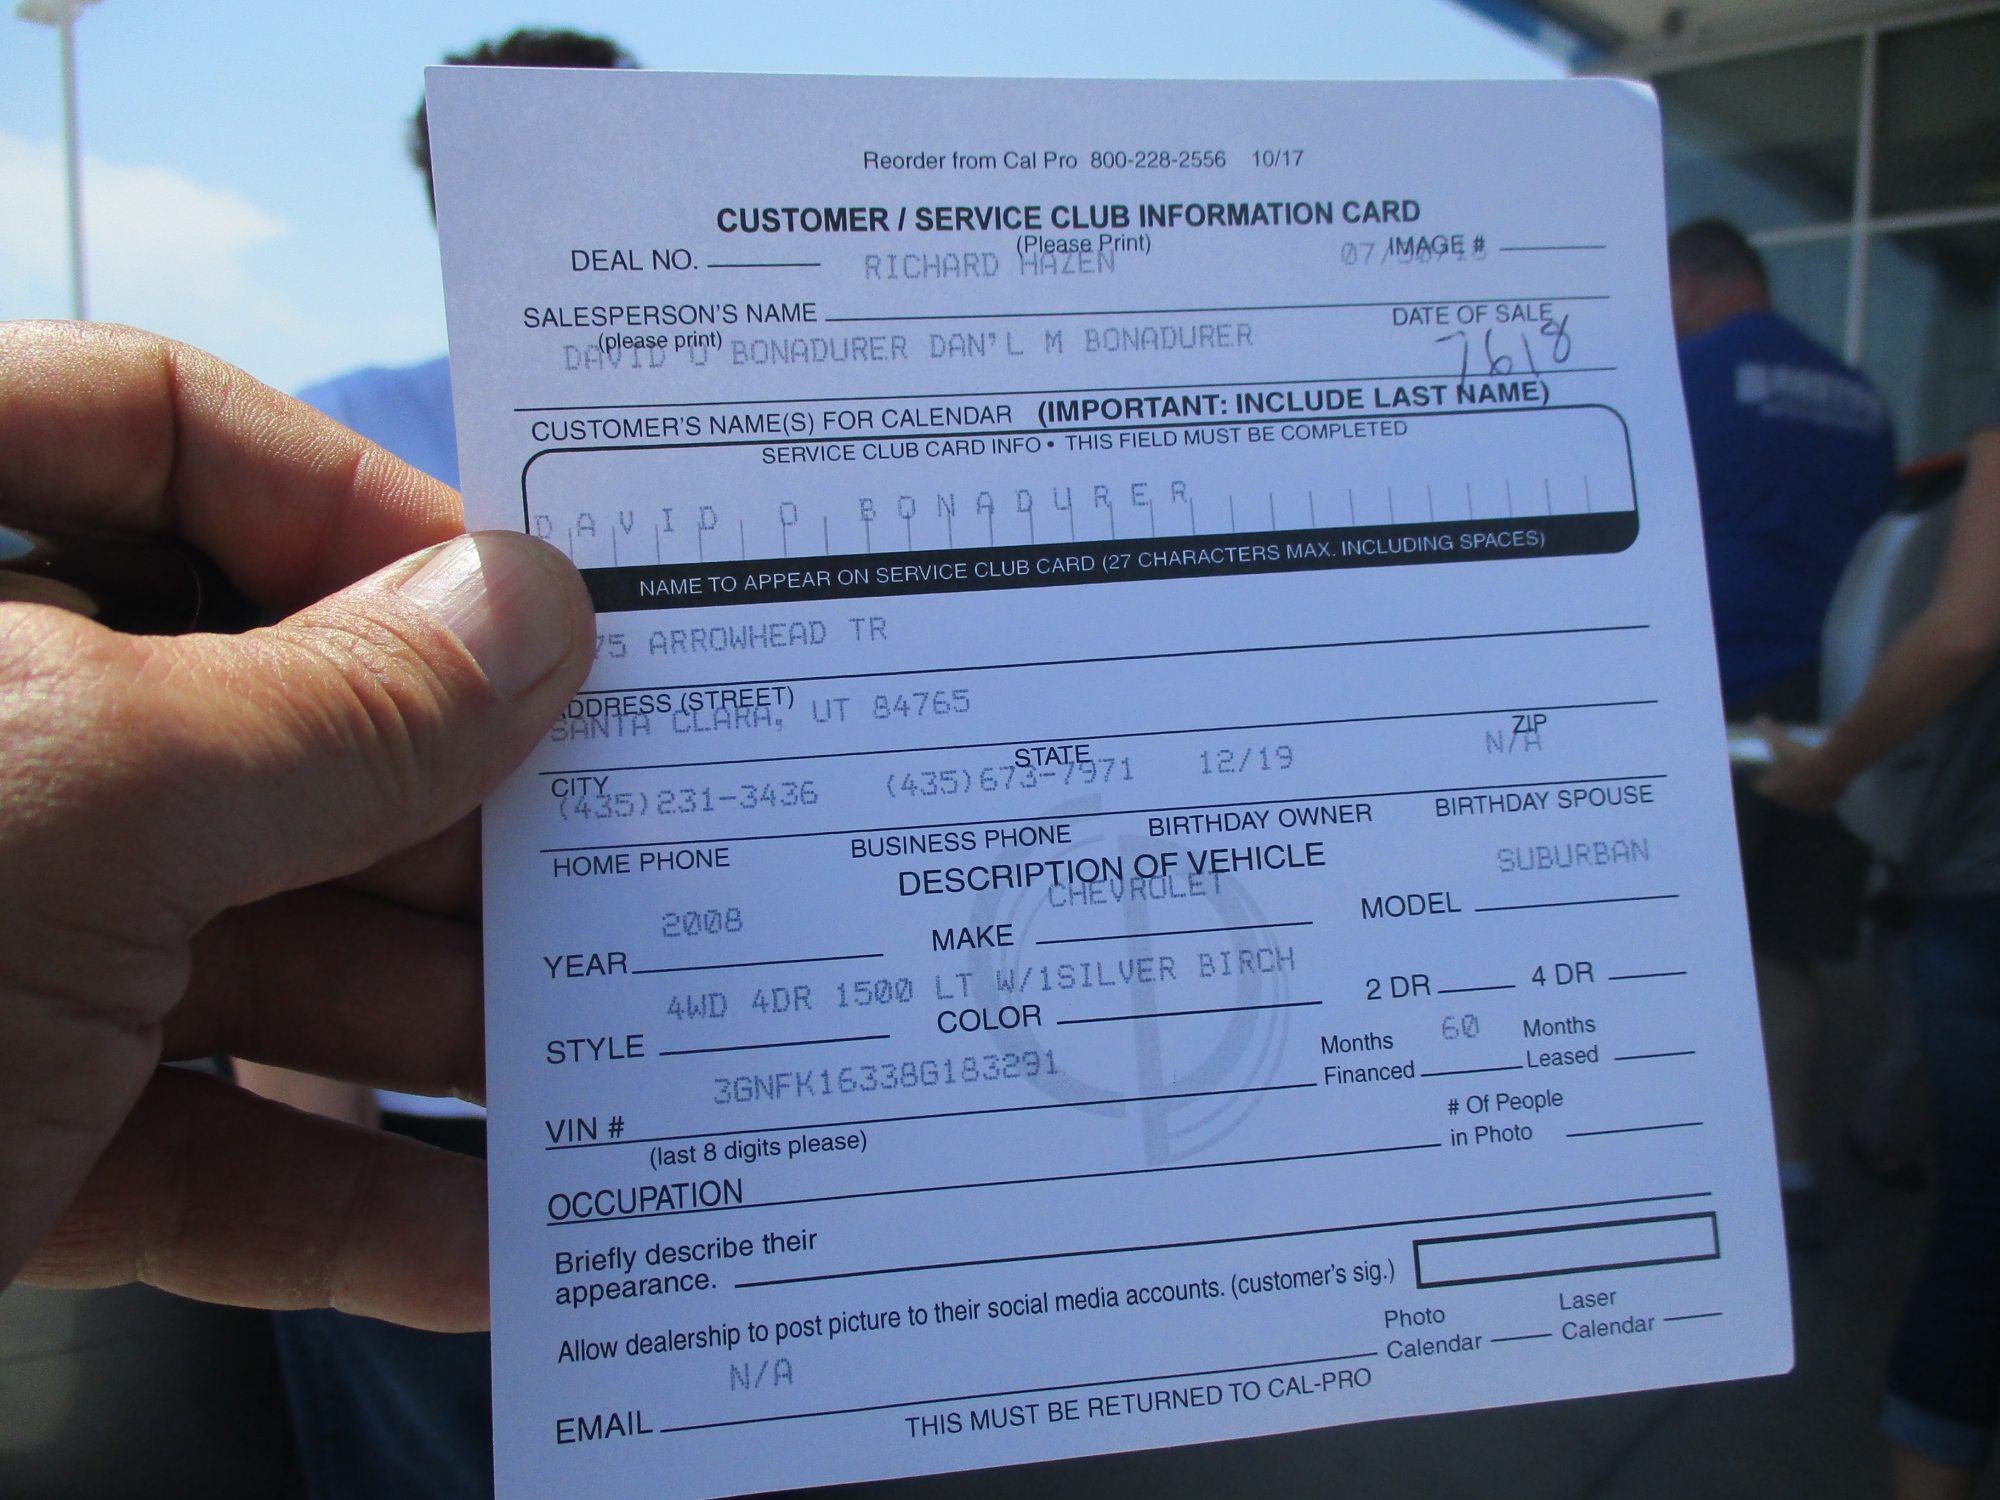 Reorder from Cal Pro 800-228-2556 10/17
CUSTOMER / SERVICE CLUB INFORMATION CARD
(Please Print)
DEAL NO. RICHARD HAZEN IMAGE #
SALESPERSON'S NAME DATE OF SALE
(please print)
DAVID O BONADURER DAN'L M BONADURER 7618
CUSTOMER'S NAME(S) FOR CALENDAR (IMPORTANT: INCLUDE LAST NAME)
SERVICE CLUB CARD INFO • THIS FIELD MUST BE COMPLETED
DAVID O BONADURER
NAME TO APPEAR ON SERVICE CLUB CARD (27 CHARACTERS MAX. INCLUDING SPACES)
75 ARROWHEAD TR
ADDRESS (STREET)
SANTA CLARA, UT 84765
CITY STATE ZIP
(435)231-3436 (435)673-7971 12/19 N/A
HOME PHONE BUSINESS PHONE BIRTHDAY OWNER BIRTHDAY SPOUSE
DESCRIPTION OF VEHICLE
2008 CHEVROLET SUBURBAN
YEAR MAKE MODEL
4WD 4DR 1500 LT W/1SILVER BIRCH
STYLE COLOR 2 DR 4 DR
3GNFK16338G183291 Months Financed 60 Months Leased
VIN #
(last 8 digits please)
# Of People in Photo
OCCUPATION
Briefly describe their
appearance.
Allow dealership to post picture to their social media accounts. (customer's sig.)
N/A
EMAIL
Photo Calendar Laser Calendar
THIS MUST BE RETURNED TO CAL-PRO